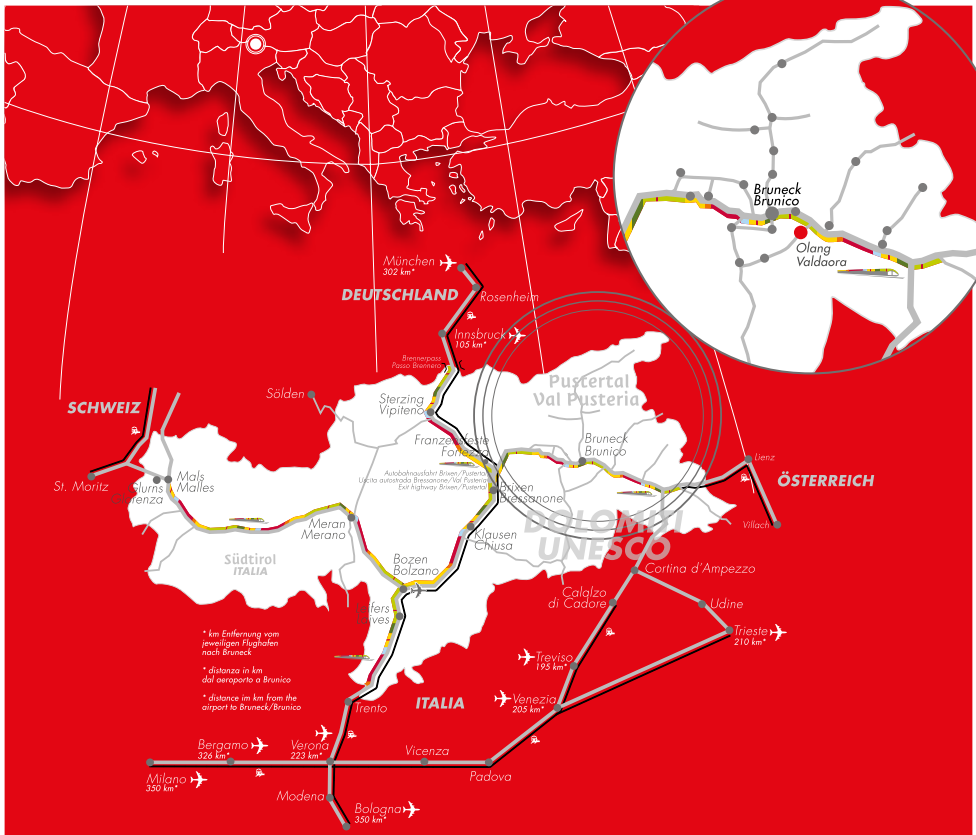 Bruneck
Brunico
Olang
Valdaora
München
302 km*
DEUTSCHLAND
Rosenheim
Innsbruck
105 km*
Brennerpass
Passo Brennero
Pustertal
Val Pusteria
Sölden
Sterzing
Vipiteno
SCHWEIZ
Franzensfeste
Fortezza
Bruneck
Brunico
Lienz
Autobahnausfahrt Brixen/Pustertal
Uscita autostrada Bressanone/Val Pusteria
Exit highway Brixen/Pustertal
ÖSTERREICH
St. Moritz
Mals
Malles
Glurns
Glorenza
Brixen
Bressanone
Villach
Meran
Merano
DOLOMITI
UNESCO
Klausen
Chiusa
Südtirol
ITALIA
Bozen
Bolzano
Cortina d'Ampezzo
Calalzo
di Cadore
Udine
Trieste
210 km*
* km Entfernung vom
jeweiligen Flughafen
nach Bruneck
* distanza in km
dal aeroporto a Brunico
* distance im km from the
airport to Bruneck/Brunico
Treviso
195 km*
Venezia
205 km*
ITALIA
Trento
Bergamo
326 km*
Verona
223 km*
Vicenza
Padova
Milano
350 km*
Modena
Bologna
350 km*